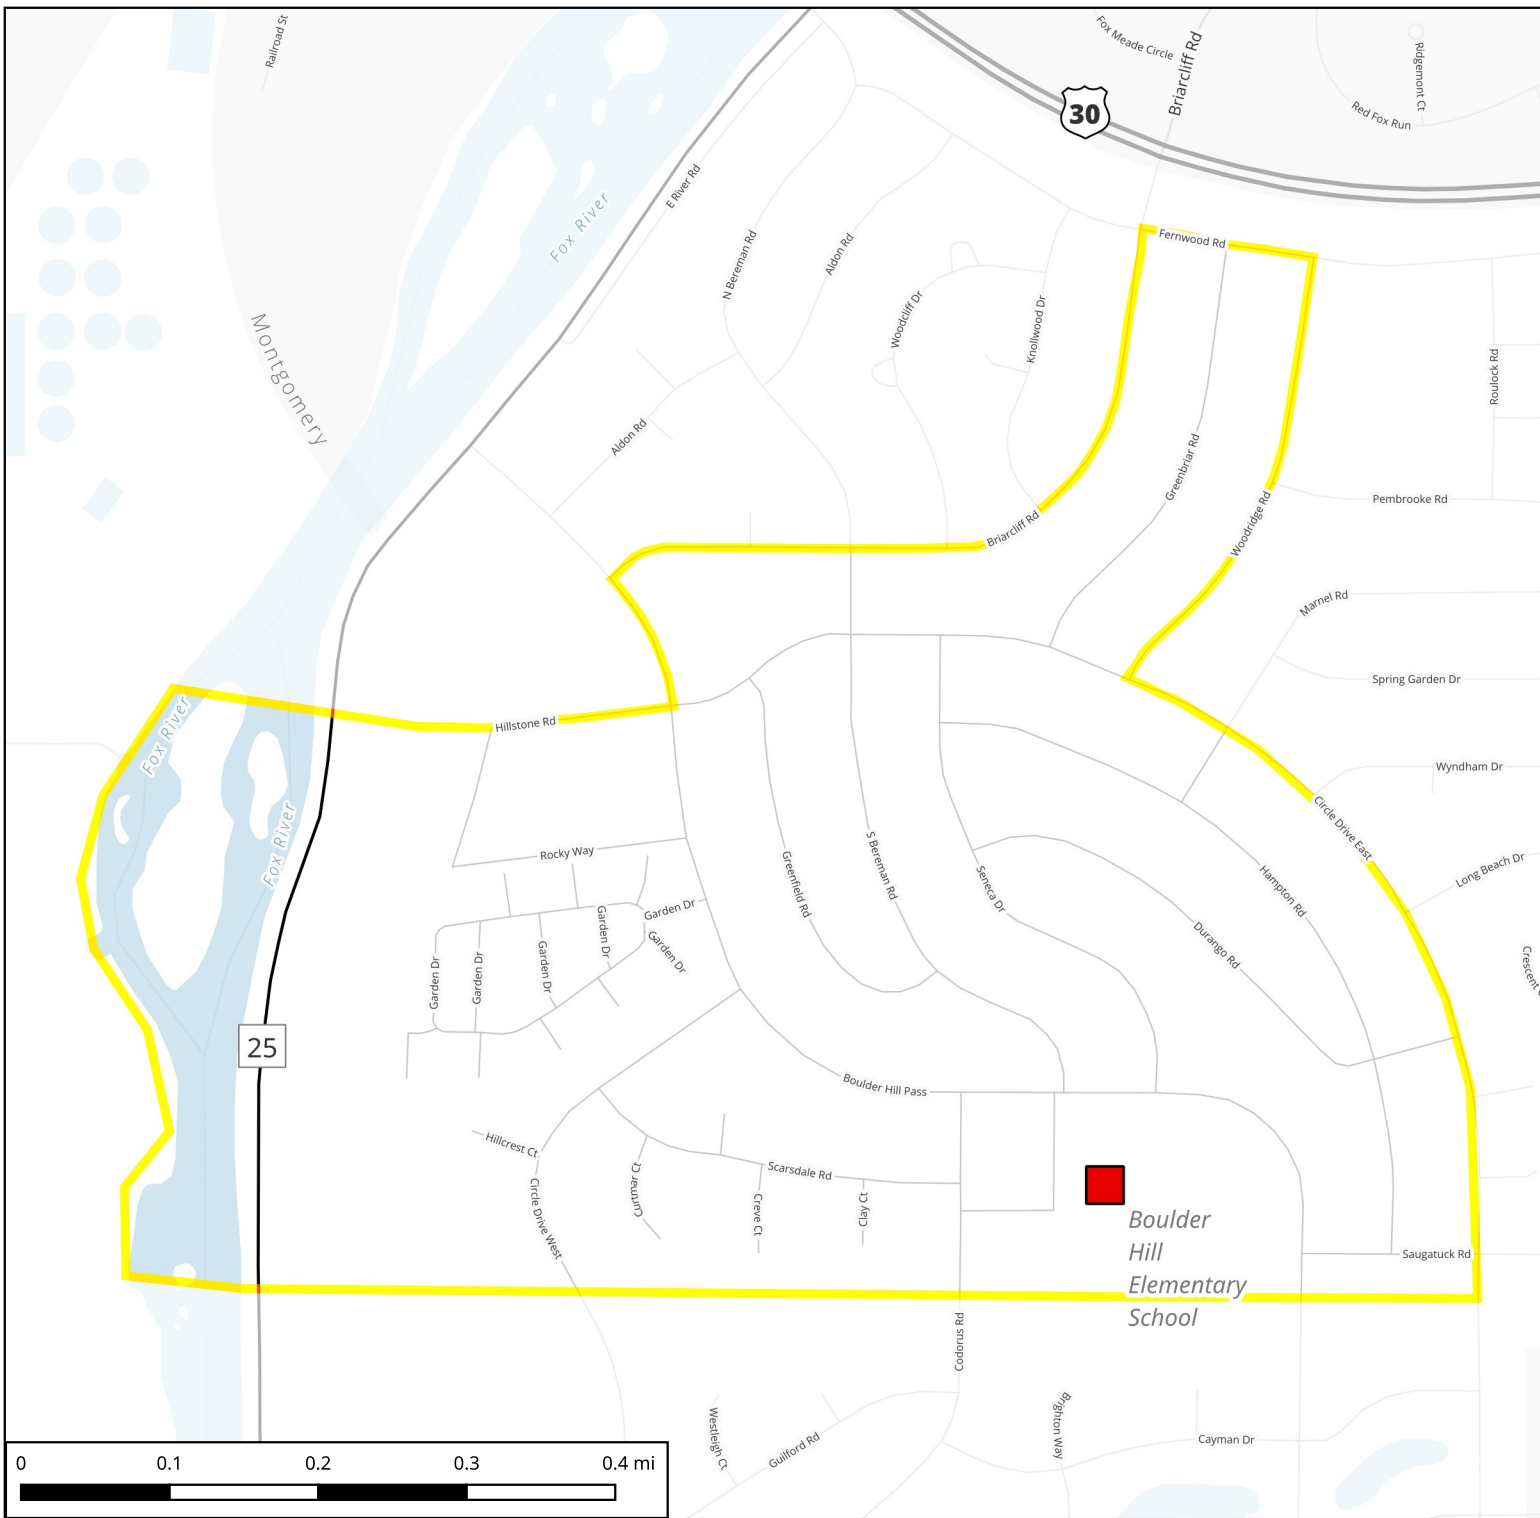 Railroad St
Fox Meade Circle
Briarcliff Rd
Ridgemont Ct
Red Fox Run
30
E River Rd
Fox River
N Bereman Rd
Aldon Rd
Fernwood Rd
Woodcliff Dr
Knollwood Dr
Montgomery
Roulock Rd
Aldon Rd
Greenbriar Rd
Pembrooke Rd
Briarcliff Rd
Woodridge Rd
Marnel Rd
Spring Garden Dr
Fox River
Hillstone Rd
Wyndham Dr
Circle Drive East
Fox River
Rocky Way
Greenfield Rd
S Bereman Rd
Seneca Dr
Hampton Rd
Long Beach Dr
Garden Dr
Garden Dr
Garden Dr
Durango Rd
Garden Dr
Garden Dr
Garden Dr
Crescent
25
Boulder Hill Pass
Hillcrest Ct
Scarsdale Rd
Curtmar Ct
Creve Ct
Clay Ct
Circle Drive West
Boulder
Hill
Elementary
School
Saugatuck Rd
Codorus Rd
Westleigh Ct
Guilford Rd
Brighton Way
Cayman Dr
0 0.1 0.2 0.3 0.4 mi